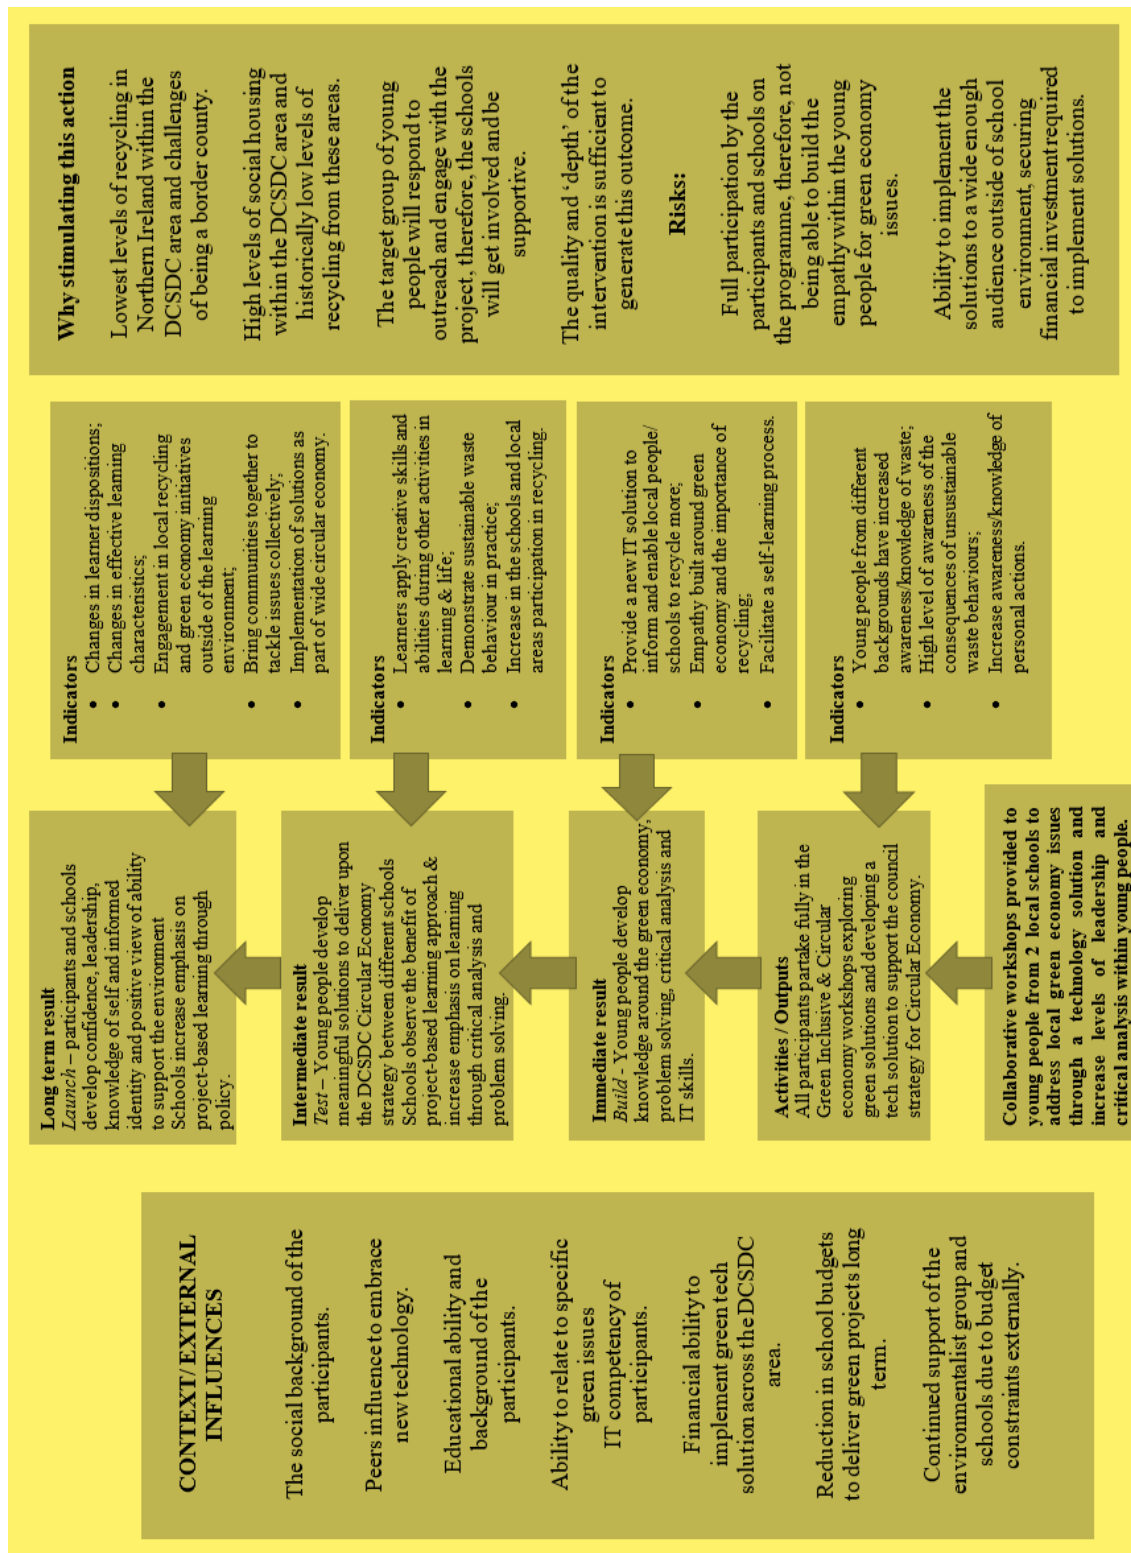 CONTEXT/ EXTERNAL
INFLUENCES
The social background of the
participants.
Peers influence to embrace
new technology.
Educational ability and
background of the
participants.
Ability to relate to specific
green issues
IT competency of
participants.
Financial ability to
implement green tech
solution across the DCSDC
area.
Reduction in school budgets
to deliver green projects long
term.
Continued support of the
environmentalist group and
schools due to budget
constraints externally.
Long term result
Launch – participants and schools
develop confidence, leadership,
knowledge of self and informed
identity and positive view of ability
to support the environment
Schools increase emphasis on
project-based learning through
policy.
Intermediate result
Test – Young people develop
meaningful solutions to deliver upon
the DCSDC Circular Economy
strategy between different schools
Schools observe the benefit of
project-based learning approach &
increase emphasis on learning
through critical analysis and
problem solving.
Immediate result
Build - Young people develop
knowledge around the green economy,
problem solving, critical analysis and
IT skills.
Activities / Outputs
All participants partake fully in the
Green Inclusive & Circular
economy workshops exploring
green solutions and developing a
tech solution to support the council
strategy for Circular Economy.
Collaborative workshops provided to
young people from 2 local schools to
address local green economy issues
through a technology solution and
increase levels of leadership and
critical analysis within young people.
Indicators
• Changes in learner dispositions;
• Changes in effective learning
characteristics;
• Engagement in local recycling
and green economy initiatives
outside of the learning
environment;
• Bring communities together to
tackle issues collectively;
• Implementation of solutions as
part of wide circular economy.
Indicators
• Learners apply creative skills and
abilities during other activities in
learning & life;
• Demonstrate sustainable waste
behaviour in practice;
• Increase in the schools and local
areas participation in recycling.
Indicators
• Provide a new IT solution to
inform and enable local people/
schools to recycle more;
• Empathy built around green
economy and the importance of
recycling;
• Facilitate a self-learning process.
Indicators
• Young people from different
backgrounds have increased
awareness/knowledge of waste;
• High level of awareness of the
consequences of unsustainable
waste behaviours;
• Increase awareness/knowledge of
personal actions.
Why stimulating this action
Lowest levels of recycling in
Northern Ireland within the
DCSDC area and challenges
of being a border county.
High levels of social housing
within the DCSDC area and
historically low levels of
recycling from these areas.
The target group of young
people will respond to
outreach and engage with the
project, therefore, the schools
will get involved and be
supportive.
The quality and ‘depth’ of the
intervention is sufficient to
generate this outcome.
Risks:
Full participation by the
participants and schools on
the programme, therefore, not
being able to build the
empathy within the young
people for green economy
issues.
Ability to implement the
solutions to a wide enough
audience outside of school
environment, securing
financial investment required
to implement solutions.